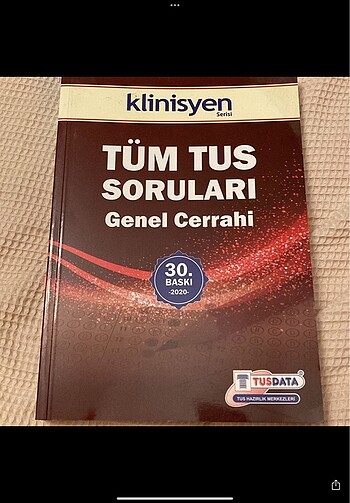 klinisyen
Serisi
TÜM TUS
SORULARI
Genel Cerrahi
30.
BASKI
-2020-
TUSDATA
TUS HAZIRLIK MERKEZLERİ